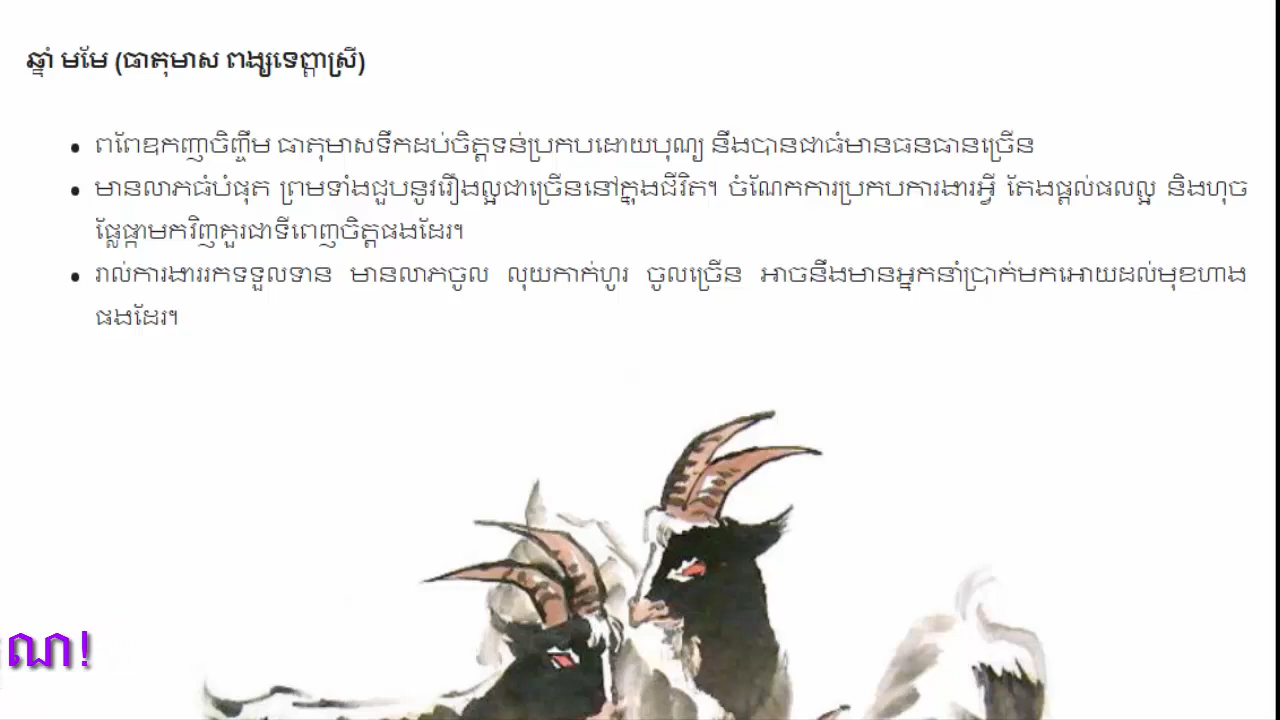 ឆ្នាំ មមែ (ធាតុមាស ពង្សទេព្តាស្រី)
• ពពែឧកញាចិញ្ចឹម ធាតុមាសទឹកដប់ចិត្តទន់ប្រកបដោយបុណ្យ នឹងបានជាធំមានធនធានច្រើន
• មានលាភធំបំផុត ព្រមទាំងជួបនូវរឿងល្អជាច្រើននៅក្នុងជីវិត។ ចំណែកការប្រកបការងារអ្វី តែងផ្តល់ផលល្អ និងហុច
ផ្លែផ្កាមកវិញគួរជាទីពេញចិត្តផងដែរ។
• រាល់ការងាររកទទួលទាន មានលាភចូល លុយកាក់ហូរ ចូលច្រើន អាចនឹងមានអ្នកនាំប្រាក់មកអោយដល់មុខហាង
ផងដែរ។
ណ!